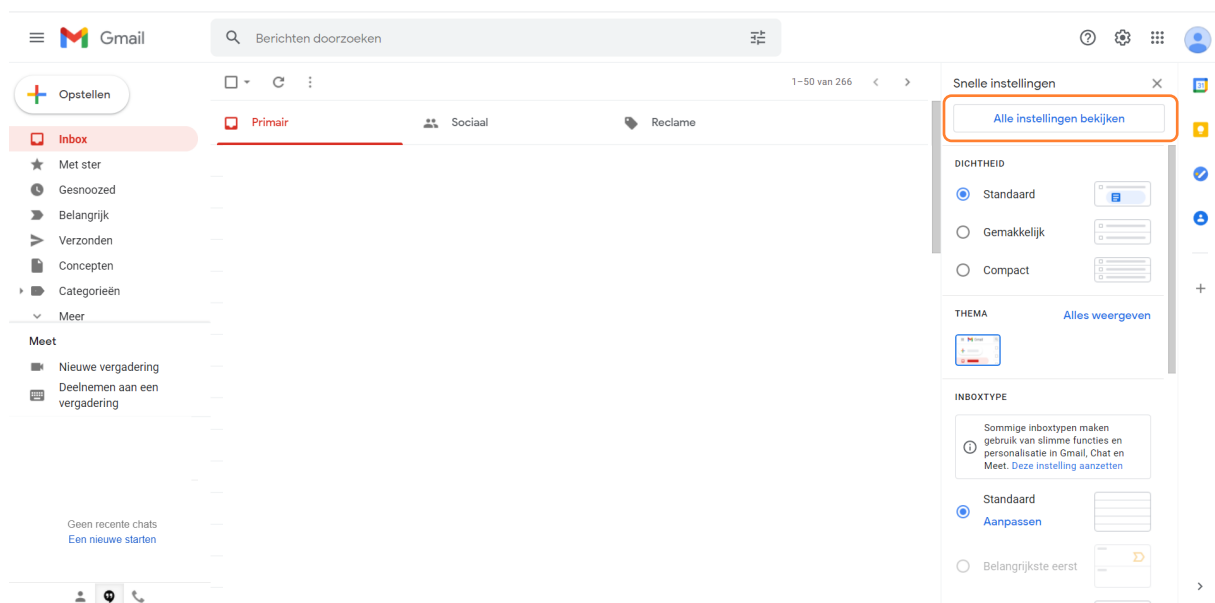 Gmail
Berichten doorzoeken
Opstellen
Inbox
Met ster
Gesnoozed
Belangrijk
Verzonden
Concepten
Categorieën
Meer
Meet
Nieuwe vergadering
Deelnemen aan een
vergadering
Geen recente chats
Een nieuwe starten
1–50 van 266
Primair
Sociaal
Reclame
Snelle instellingen
Alle instellingen bekijken
DICHTHEID
Standaard
Gemakkelijk
Compact
THEMA Alles weergeven
INBOXTYPE
Sommige inboxtypen maken
gebruik van slimme functies en
personalisatie in Gmail, Chat en
Meet. Deze instelling aanzetten
Standaard
Aanpassen
Belangrijkste eerst
31